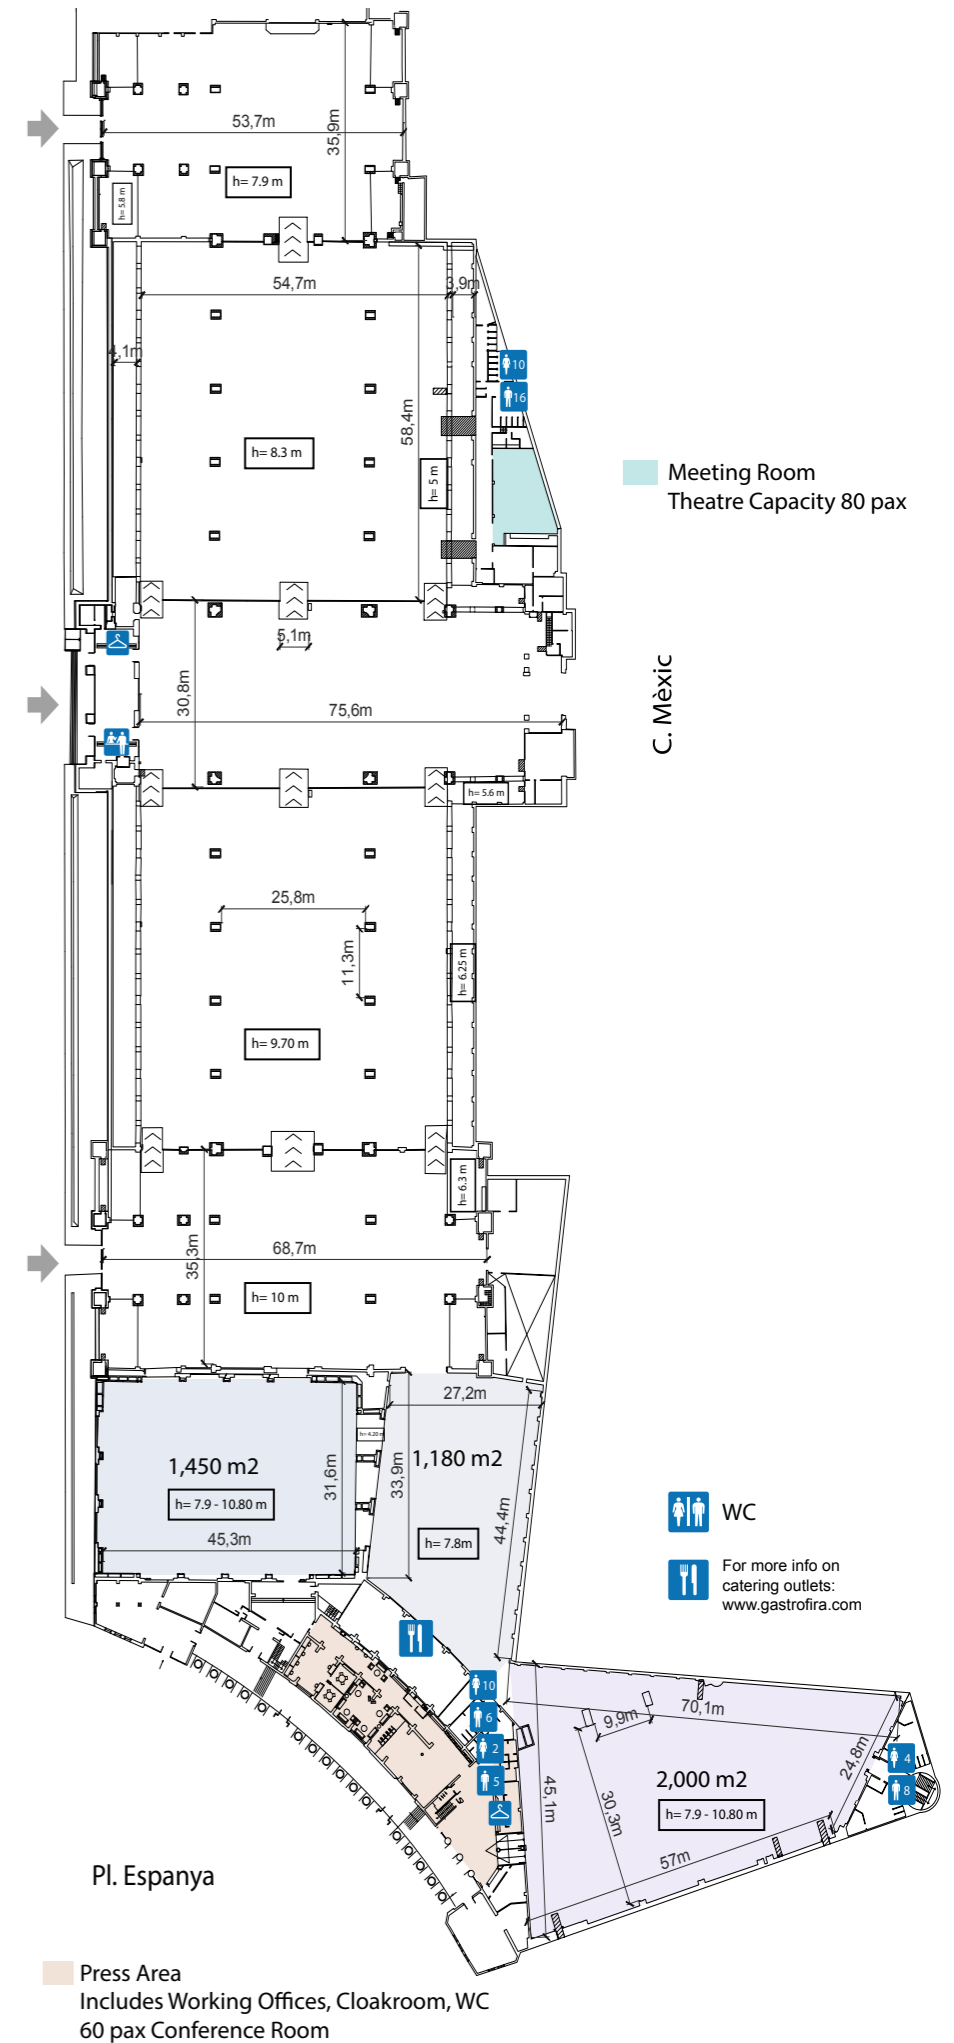 53,7m
35,9m
h= 7.9 m
h= 5.8 m
54,7m
3,9m
4,1m
10
16
58,4m
h= 8.3 m
h= 5 m
Meeting Room
Theatre Capacity 80 pax
5,1m
30,8m
75,6m
C. Mèxic
h= 5.6 m
25,8m
11,3m
h= 6.25 m
h= 9.70 m
h= 6.3 m
35,3m
68,7m
h= 10 m
27,2m
h= 4.20 m
1,450 m2
1,180 m2
31,6m
33,9m
h= 7.9 - 10.80 m
44,4m
45,3m
h= 7.8m
WC
For more info on
catering outlets:
www.gastrofira.com
10
6
2
5
70,1m
9,9m
24,8m
4
8
2,000 m2
45,1m
30,3m
h= 7.9 - 10.80 m
57m
Pl. Espanya
Press Area
Includes Working Offices, Cloakroom, WC
60 pax Conference Room